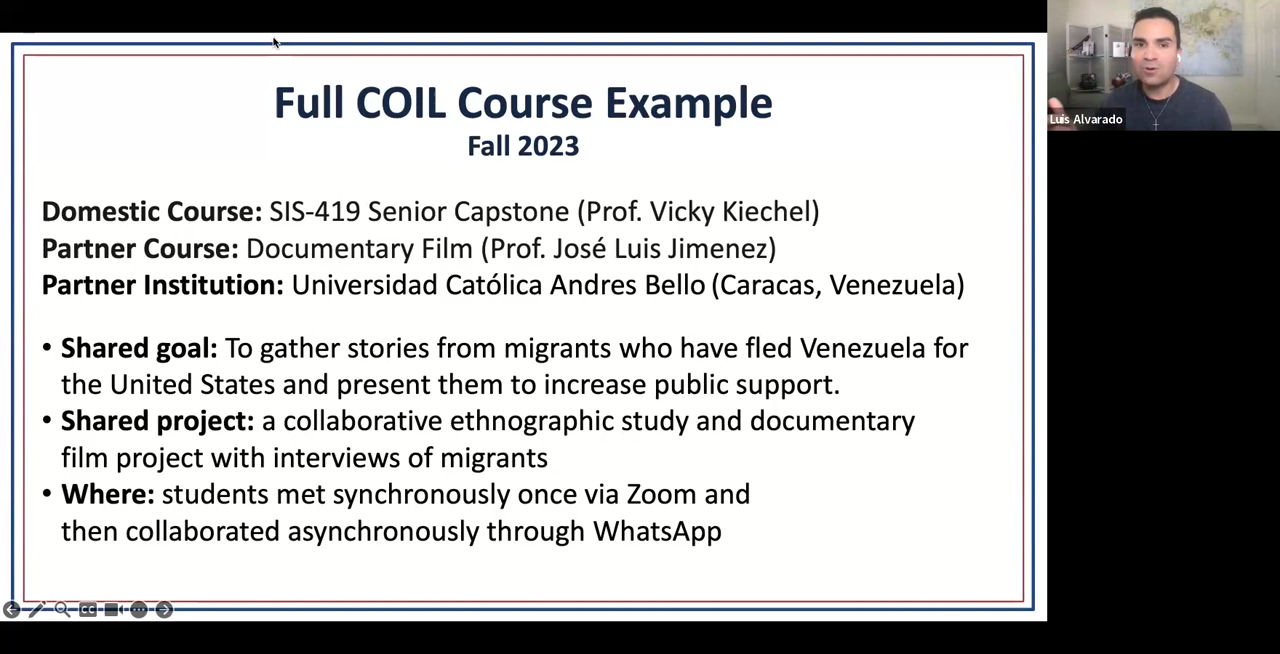 Full COIL Course Example
Fall 2023
Domestic Course: SIS-419 Senior Capstone (Prof. Vicky Kiechel)
Partner Course: Documentary Film (Prof. José Luis Jimenez)
Partner Institution: Universidad Católica Andres Bello (Caracas, Venezuela)
• Shared goal: To gather stories from migrants who have fled Venezuela for
the United States and present them to increase public support.
• Shared project: a collaborative ethnographic study and documentary
film project with interviews of migrants
• Where: students met synchronously once via Zoom and
then collaborated asynchronously through WhatsApp
CC
Luis Alvarado